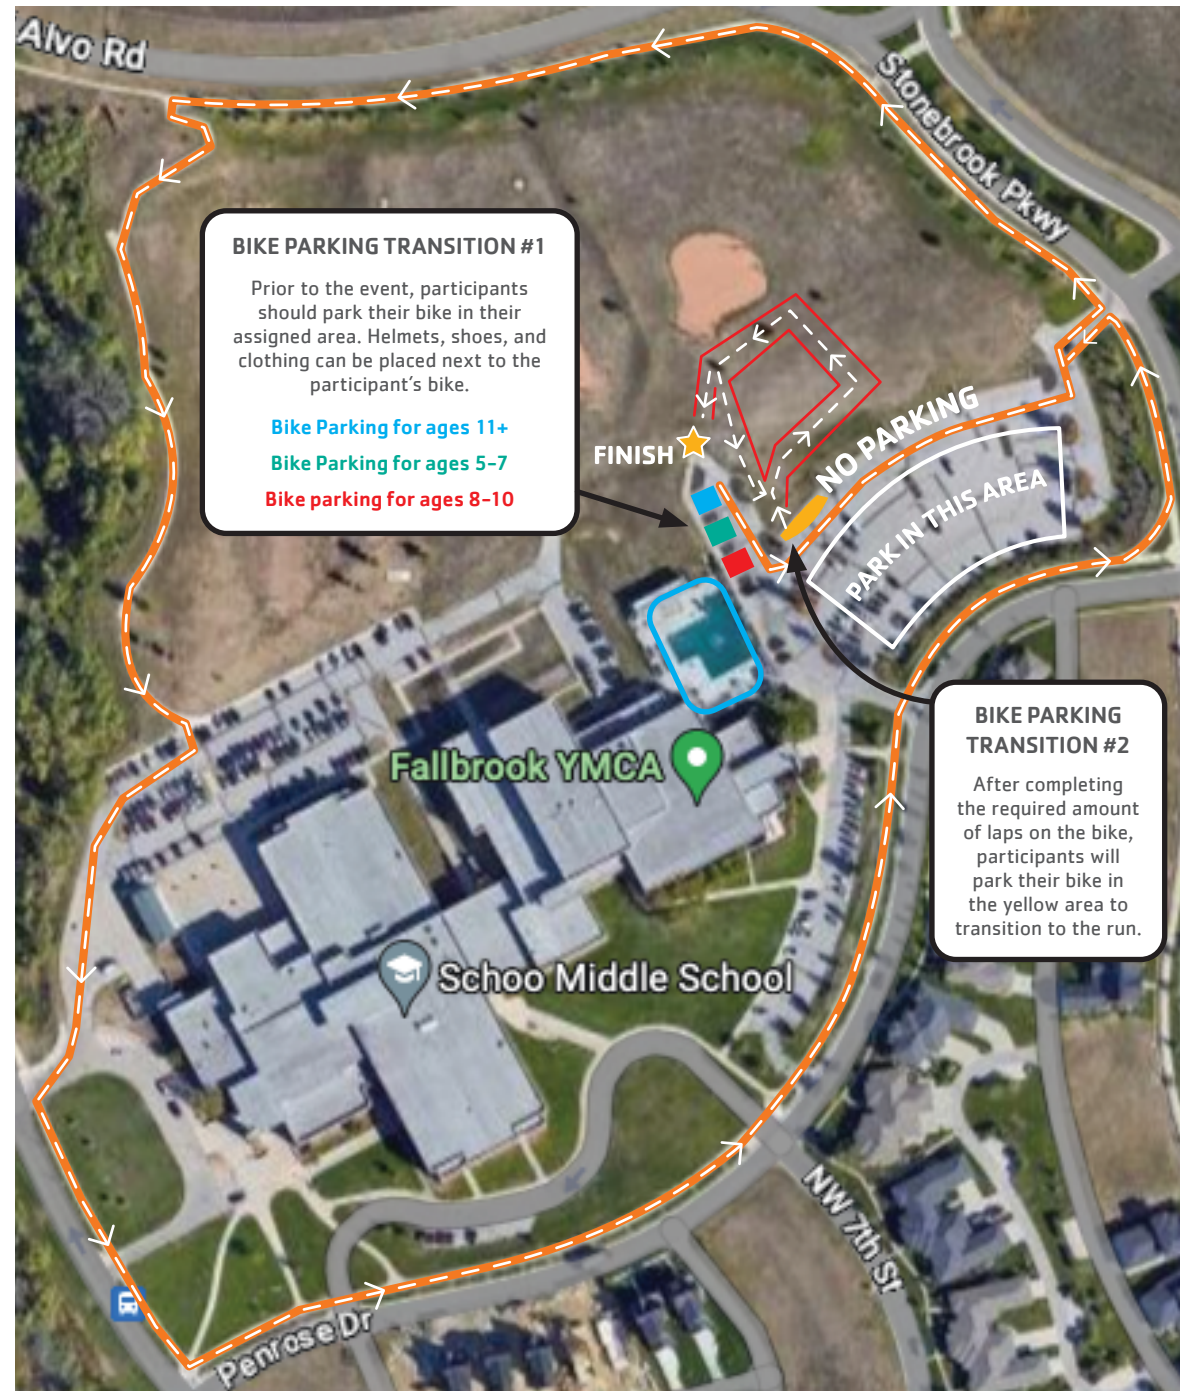 Alvo Rd
Stonebrook Pkwy
BIKE PARKING TRANSITION #1
Prior to the event, participants
should park their bike in their
assigned area. Helmets, shoes, and
clothing can be placed next to the
participant's bike.
Bike Parking for ages 11+
Bike Parking for ages 5-7
Bike parking for ages 8-10
FINISH
NO PARKING
PARK IN THIS AREA
Fallbrook YMCA
BIKE PARKING
TRANSITION #2
After completing
the required amount
of laps on the bike,
participants will
park their bike in
the yellow area to
transition to the run.
Schoo Middle School
NW 7th St
Penrose Dr